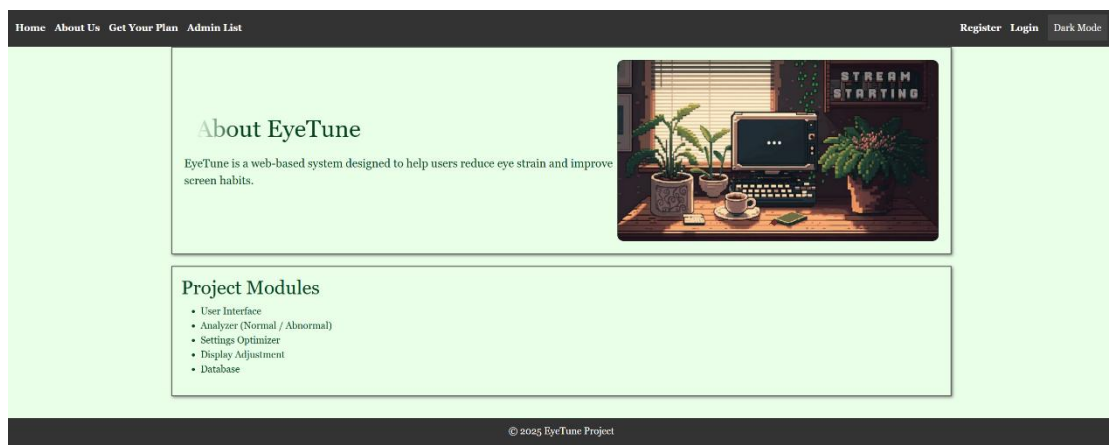 Home About Us Get Your Plan Admin List Register Login Dark Mode
STREAM
STARTING
About EyeTune
EyeTune is a web-based system designed to help users reduce eye strain and improve
screen habits.
Project Modules
• User Interface
• Analyzer (Normal / Abnormal)
• Settings Optimizer
• Display Adjustment
• Database
© 2025 EyeTune Project